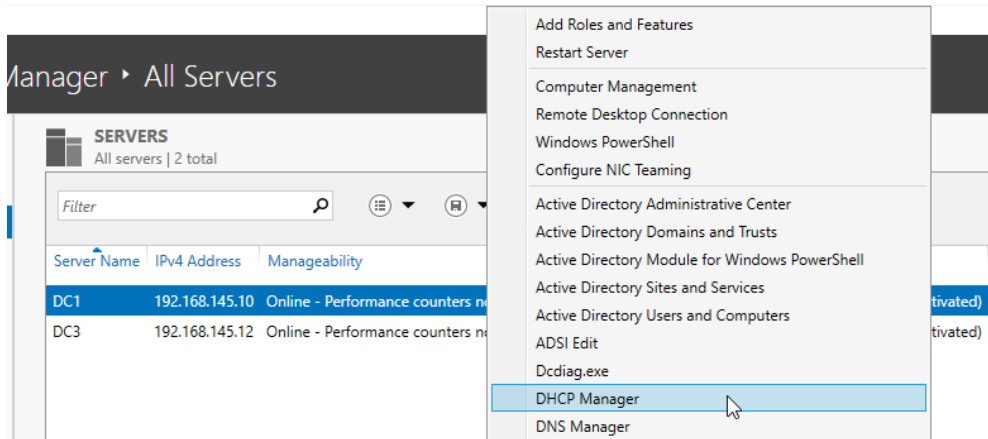 Manager ‣ All Servers
SERVERS
All servers | 2 total
Filter
Server Name IPv4 Address Manageability
DC1 192.168.145.10 Online - Performance counters
tivated)
DC3 192.168.145.12 Online - Performance counters
tivated)
Add Roles and Features
Restart Server
Computer Management
Remote Desktop Connection
Windows PowerShell
Configure NIC Teaming
Active Directory Administrative Center
Active Directory Domains and Trusts
Active Directory Module for Windows PowerShell
Active Directory Sites and Services
Active Directory Users and Computers
ADSI Edit
Dcdiag.exe
DHCP Manager
DNS Manager